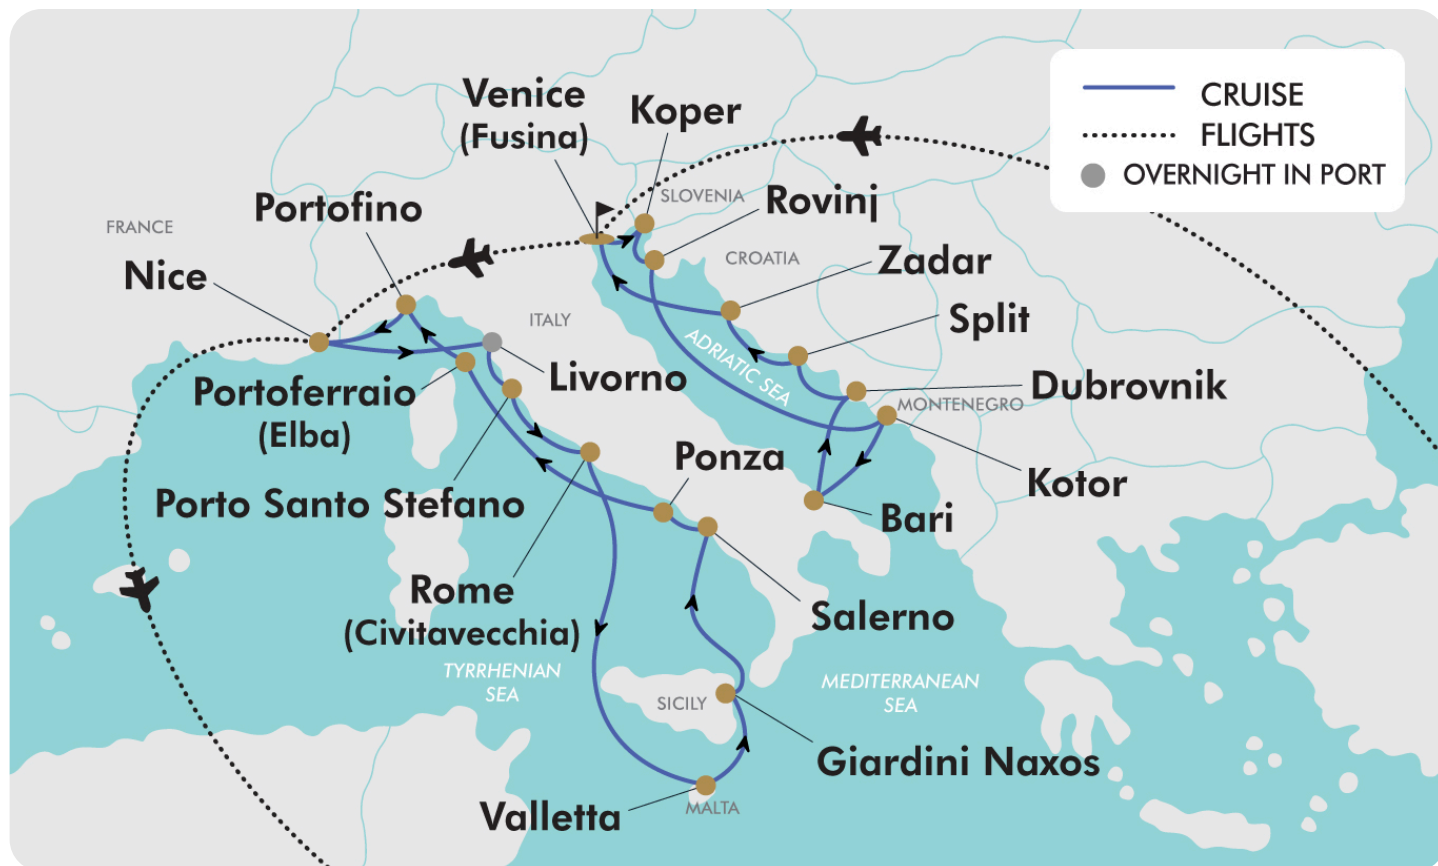 CRUISE
FLIGHTS
OVERNIGHT IN PORT
Venice
(Fusina)
Koper
SLOVENIA
Rovinj
Portofino
FRANCE
Nice
CROATIA
Zadar
ITALY
Split
ADRIATIC SEA
Livorno
Portoferraio
(Elba)
Dubrovnik
MONTENEGRO
Ponza
Kotor
Porto Santo Stefano
Bari
Rome
(Civitavecchia)
Salerno
TYRRHENIAN
SEA
MEDITERRANEAN
SEA
SICILY
Giardini Naxos
Valletta
MALTA